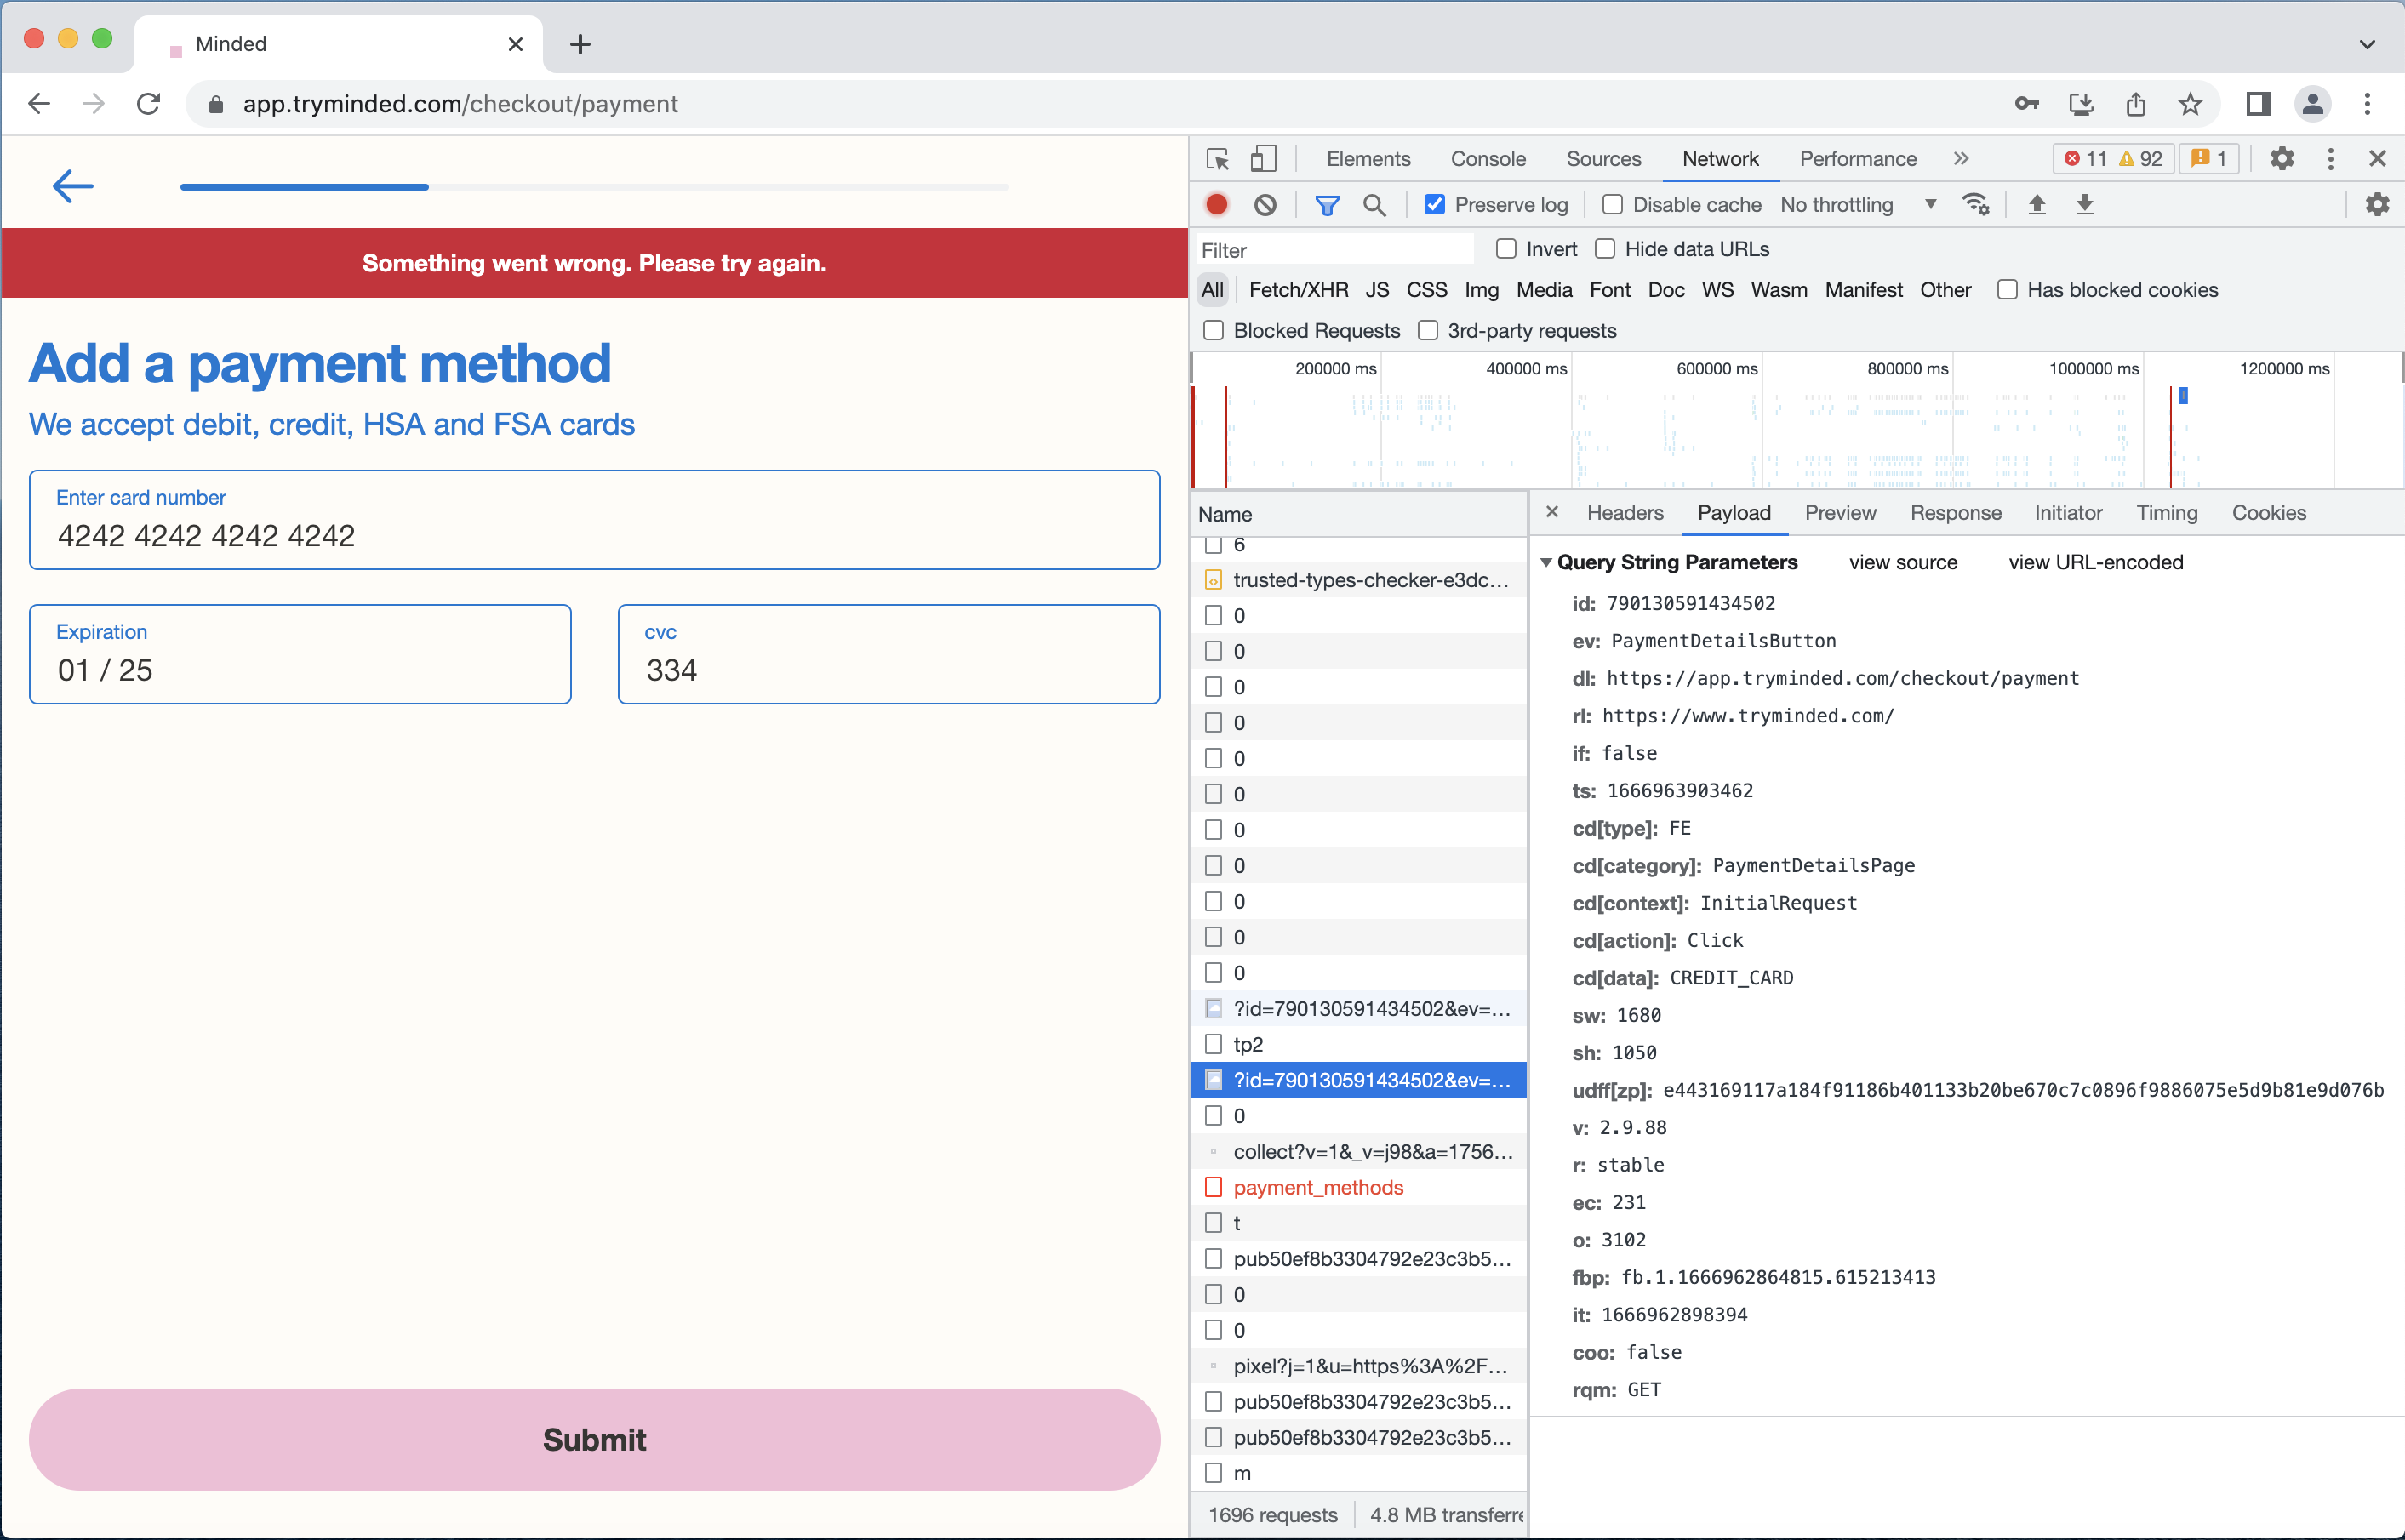 Minded
app.tryminded.com/checkout/payment
Something went wrong. Please try again.
Add a payment method
We accept debit, credit, HSA and FSA cards
Enter card number
4242 4242 4242 4242
Expiration
01 / 25
cvc
334
Submit
Elements Console Sources Network Performance » 11 92 1
Preserve log Disable cache No throttling
Filter Invert Hide data URLs
All Fetch/XHR JS CSS Img Media Font Doc WS Wasm Manifest Other Has blocked cookies
Blocked Requests 3rd-party requests
200000 ms 400000 ms 600000 ms 800000 ms 1000000 ms 1200000 ms
Name
6
trusted-types-checker-e3dc...
0
0
0
0
0
0
0
0
0
0
0
?id=790130591434502&ev=...
tp2
?id=790130591434502&ev=...
0
collect?v=1&_v=j98&a=1756...
payment_methods
t
pub50ef8b3304792e23c3b5...
0
0
pixel?j=1&u=https%3A%2F...
pub50ef8b3304792e23c3b5...
pub50ef8b3304792e23c3b5...
m
1696 requests 4.8 MB transferre
Headers Payload Preview Response Initiator Timing Cookies
Query String Parameters view source view URL-encoded
id: 790130591434502
ev: PaymentDetailsButton
dl: https://app.tryminded.com/checkout/payment
rl: https://www.tryminded.com/
if: false
ts: 1666963903462
cd[type]: FE
cd[category]: PaymentDetailsPage
cd[context]: InitialRequest
cd[action]: Click
cd[data]: CREDIT_CARD
sw: 1680
sh: 1050
udff[zp]: e443169117a184f91186b401133b20be670c7c0896f9886075e5d9b81e9d076b
v: 2.9.88
r: stable
ec: 231
o: 3102
fbp: fb.1.1666962864815.615213413
it: 1666962898394
coo: false
rqm: GET